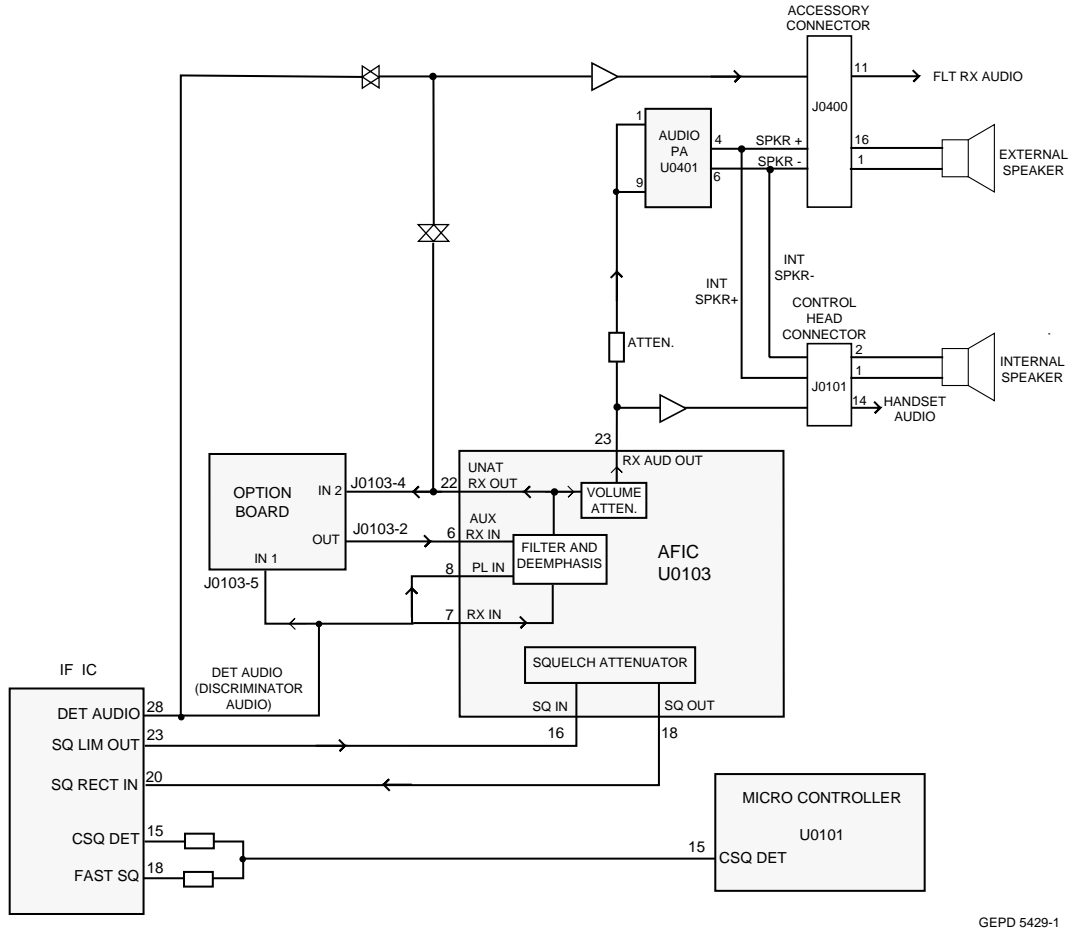 ACCESSORY
CONNECTOR
11
FLT RX AUDIO
J0400
1
AUDIO
PA
U0401
4
SPKR +
16
EXTERNAL
SPEAKER
9
6
SPKR -
1
INT
SPKR+
INT
SPKR-
CONTROL
HEAD
CONNECTOR
ATTEN.
2
INTERNAL
SPEAKER
1
J0101
14
HANDSET
AUDIO
23
RX AUD OUT
OPTION
BOARD
IN 2
J0103-4
22
UNAT
RX OUT
VOLUME
ATTEN.
OUT
J0103-2
6
AUX
RX IN
FILTER AND
DEEMPHASIS
AFIC
U0103
IN 1
J0103-5
8
PL IN
7
RX IN
SQUELCH ATTENUATOR
IF IC
DET AUDIO
(DISCRIMINATOR
AUDIO)
SQ IN
SQ OUT
DET AUDIO
28
SQ LIM OUT
23
16
18
SQ RECT IN
20
MICRO CONTROLLER
U0101
CSQ DET
15
15
CSQ DET
FAST SQ
18
GEPD 5429-1